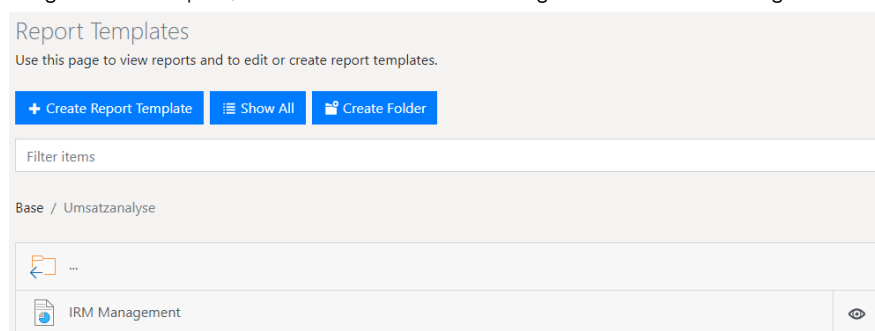 Report Templates
Use this page to view reports and to edit or create report templates.
+ Create Report Template Show All Create Folder
Filter items
Base / Umsatzanalyse
...
IRM Management